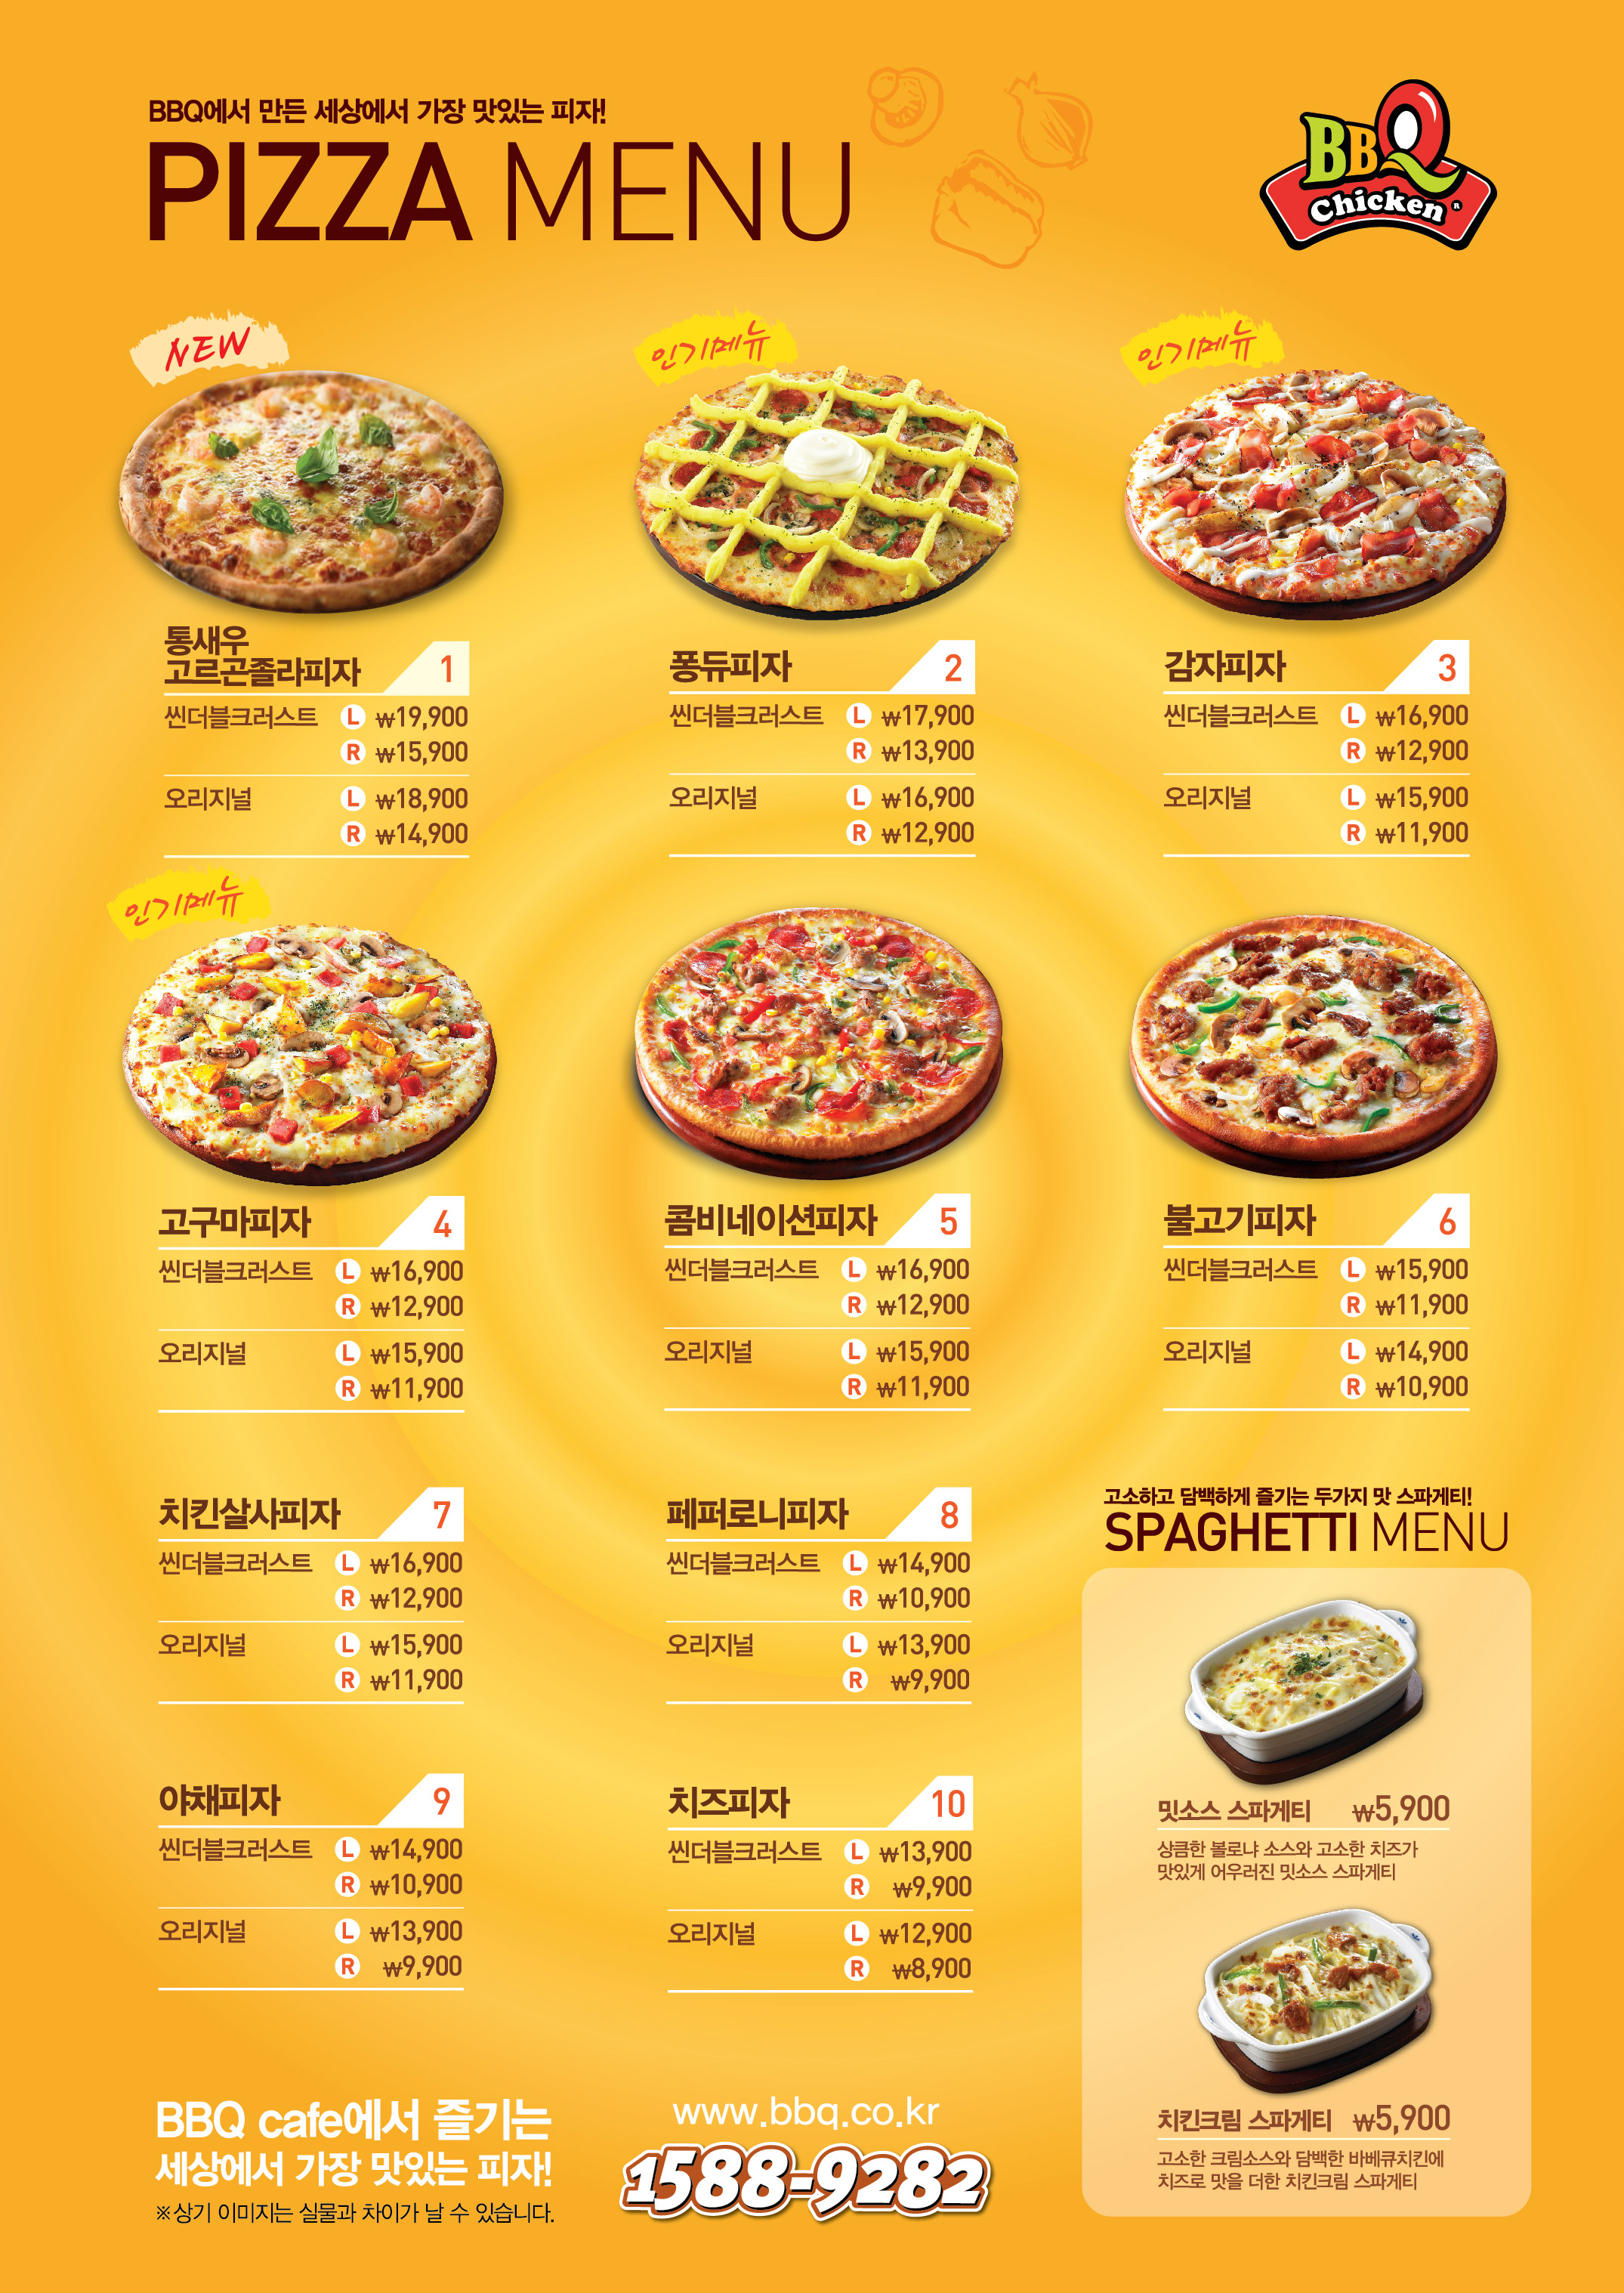 BBQ에서 만든 세상에서 가장 맛있는 피자!
PIZZA MENU
BBQ
Chicken
NEW
통새우
고르곤졸라피자 1
씬더블크러스트 L ₩19,900
R ₩15,900
오리지널 L ₩18,900
R ₩14,900
인기메뉴
퐁듀피자 2
씬더블크러스트 L ₩17,900
R ₩13,900
오리지널 L ₩16,900
R ₩12,900
인기메뉴
감자피자 3
씬더블크러스트 L ₩16,900
R ₩12,900
오리지널 L ₩15,900
R ₩11,900
인기메뉴
고구마피자 4
씬더블크러스트 L ₩16,900
R ₩12,900
오리지널 L ₩15,900
R ₩11,900
콤비네이션피자 5
씬더블크러스트 L ₩16,900
R ₩12,900
오리지널 L ₩15,900
R ₩11,900
불고기피자 6
씬더블크러스트 L ₩15,900
R ₩11,900
오리지널 L ₩14,900
R ₩10,900
치킨살사피자 7
씬더블크러스트 L ₩16,900
R ₩12,900
오리지널 L ₩15,900
R ₩11,900
페퍼로니피자 8
씬더블크러스트 L ₩14,900
R ₩10,900
오리지널 L ₩13,900
R ₩9,900
야채피자 9
씬더블크러스트 L ₩14,900
R ₩10,900
오리지널 L ₩13,900
R ₩9,900
치즈피자 10
씬더블크러스트 L ₩13,900
R ₩9,900
오리지널 L ₩12,900
R ₩8,900
고소하고 담백하게 즐기는 두가지 맛 스파게티!
SPAGHETTI MENU
밋소스 스파게티 ₩5,900
상큼한 볼로냐 소스와 고소한 치즈가
맛있게 어우러진 밋소스 스파게티
치킨크림 스파게티 ₩5,900
고소한 크림소스와 담백한 바베큐치킨에
치즈로 맛을 더한 치킨크림 스파게티
BBQ cafe에서 즐기는
세상에서 가장 맛있는 피자!
※상기 이미지는 실물과 차이가 날 수 있습니다.
www.bbq.co.kr
1588-9282